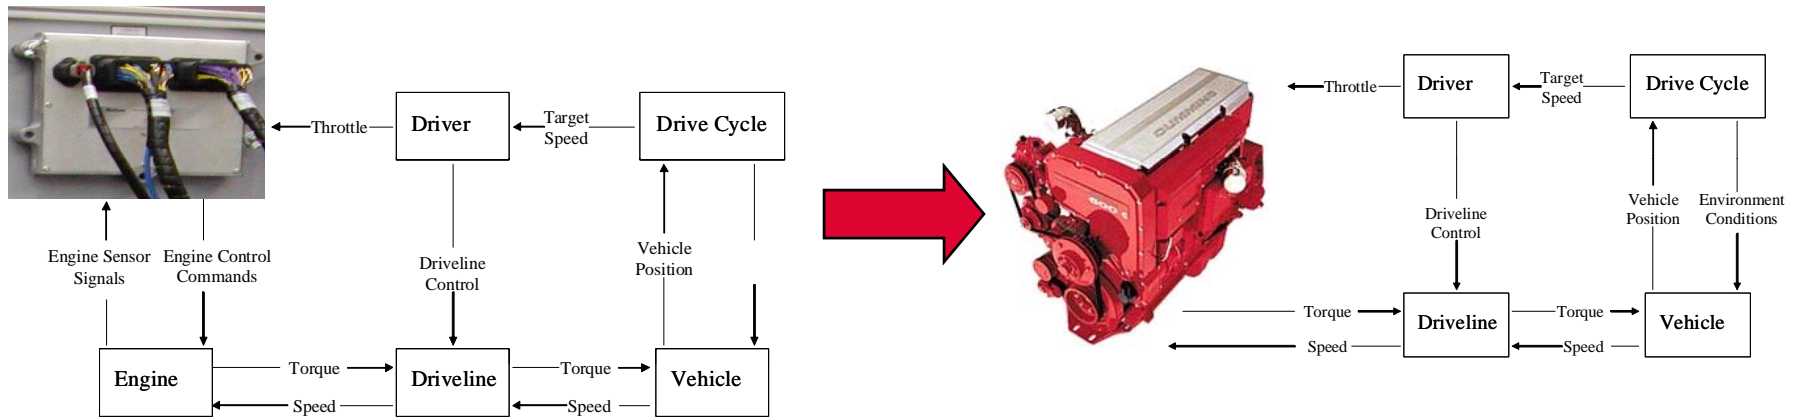 Throttle
Driver
Target
Speed
Drive Cycle
Engine Sensor
Signals
Engine Control
Commands
Driveline
Control
Vehicle
Position
Engine
Torque
Speed
Driveline
Torque
Speed
Vehicle
CUMMINS
600
Throttle
Driver
Target
Speed
Drive Cycle
Driveline
Control
Vehicle
Position
Environment
Conditions
Torque
Speed
Driveline
Torque
Speed
Vehicle